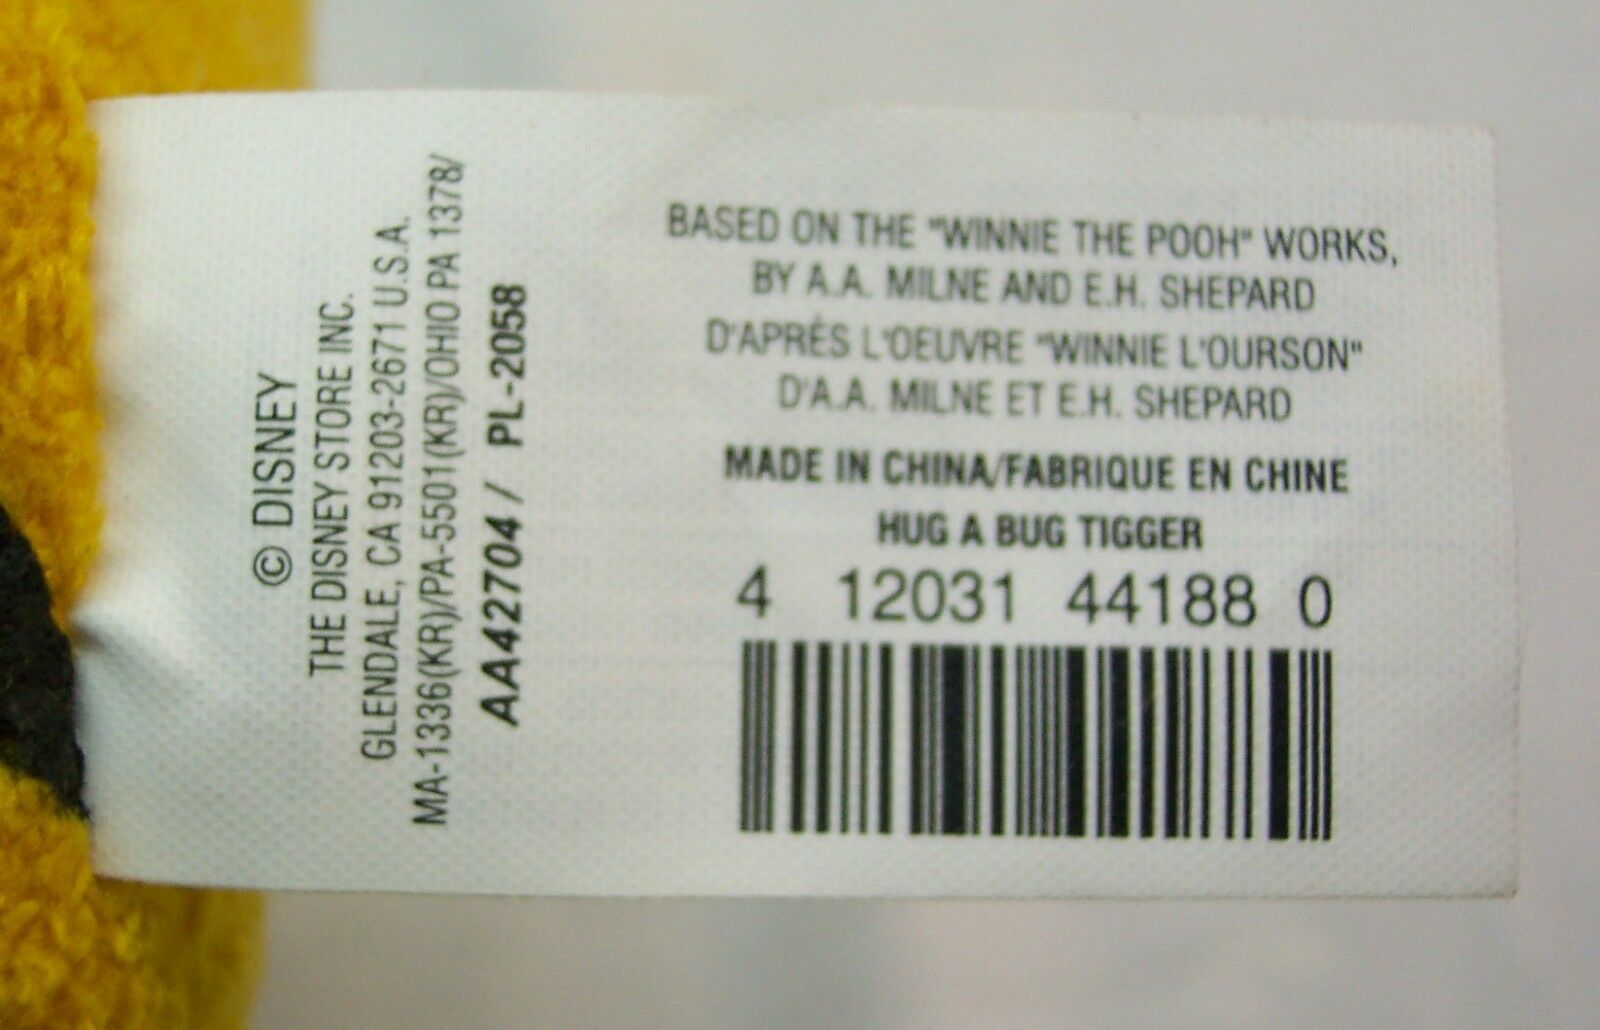 © DISNEY
THE DISNEY STORE INC.
GLENDALE, CA 91203-2671 U.S.A.
MA-1336(KR)/PA-5501(KR)/OHIO PA 1378/
AA42704 / PL-2058
BASED ON THE "WINNIE THE POOH" WORKS,
BY A.A. MILNE AND E.H. SHEPARD
D'APRÈS L'OEUVRE "WINNIE L'OURSON"
D'A.A. MILNE ET E.H. SHEPARD
MADE IN CHINA/FABRIQUE EN CHINE
HUG A BUG TIGGER
4 12031 44188 0